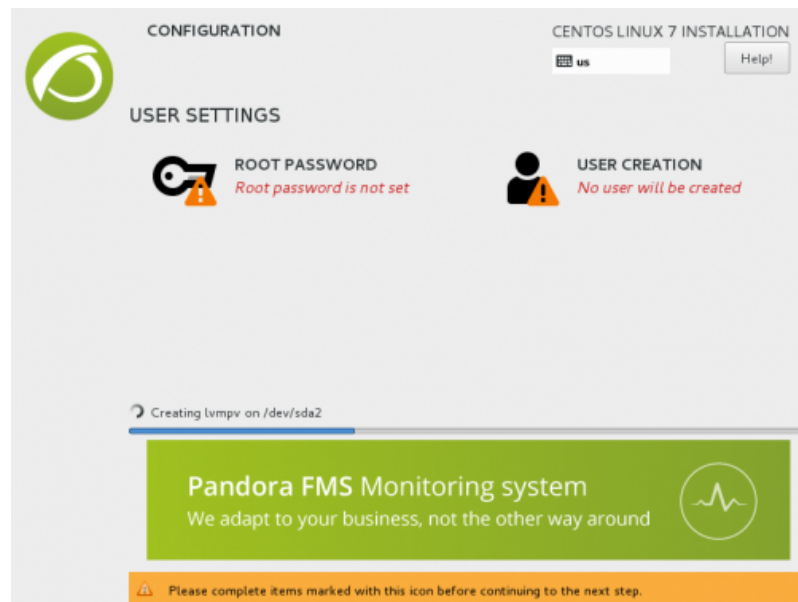 CONFIGURATION
CENTOS LINUX 7 INSTALLATION
us
Help!
USER SETTINGS
ROOT PASSWORD
Root password is not set
USER CREATION
No user will be created
Creating lvmpv on /dev/sda2
Pandora FMS Monitoring system
We adapt to your business, not the other way around
Please complete items marked with this icon before continuing to the next step.